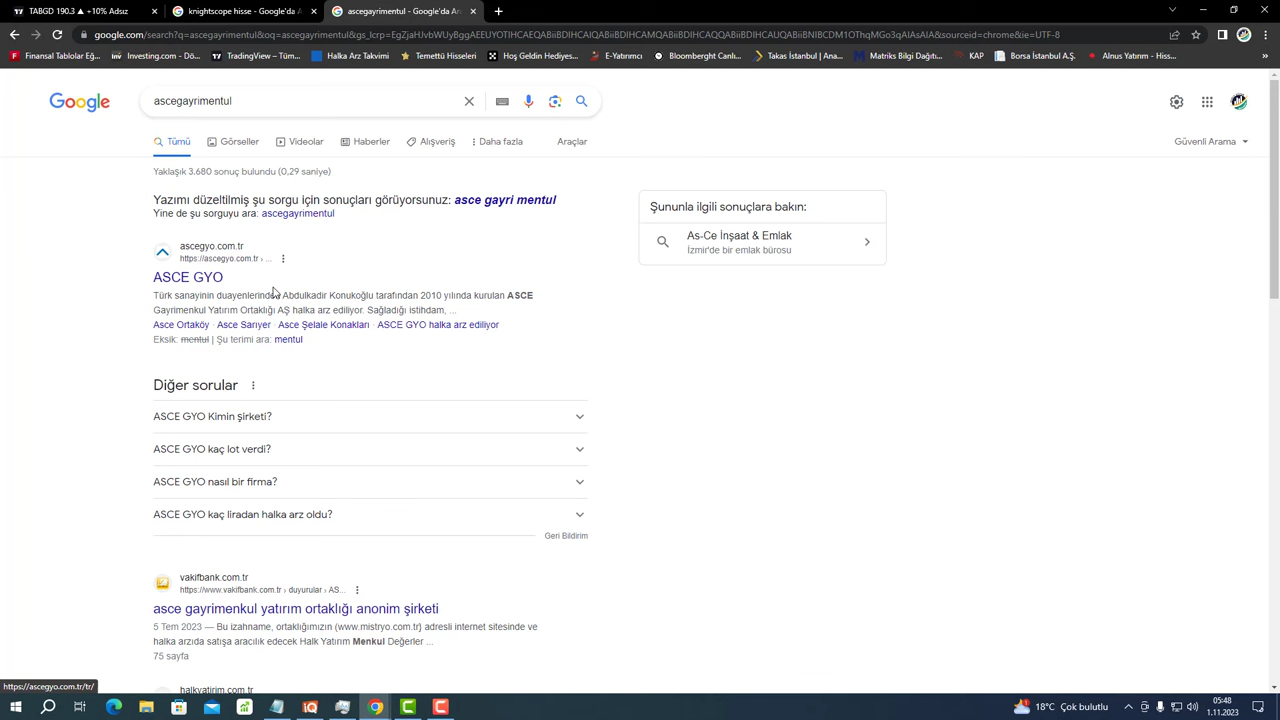 TABGD 190.3 ▲ +10% Adsız
knightscom - Google'da A
ascegayrimentul - Google'da Arı
google.com/search?q=ascegayrimentul&oq=ascegayrimentul&gs_lcrp=EgZjaHJvbWUyBggAEEUYOTIHCAEQABiiBDIHCAIQABiiBDIHCAMQABiiBDIHCAQQABiiBDIHCAUQABiiBNIBCDM1OThqMGo3qAIAsAIA&sourceid=chrome&ie=UTF-8
Finansal Tablolar Eğ...
Investing.com - Dö...
TradingView – Tüm...
Halka Arz Takvimi
Temettü Hisseleri
Hoş Geldin Hediyes...
E-Yatırımcı
Bloomberght Canlı...
Takas İstanbul | Ana...
Matriks Bilgi Dağıtı...
KAP
Borsa İstanbul A.Ş.
Alnus Yatırım - Hiss...
»
Google
ascegayrimentul
Tümü
Görseller
Videolar
Haberler
Alışveriş
Daha fazla
Araçlar
Güvenli Arama
Yaklaşık 3.680 sonuç bulundu (0,29 saniye)
Yazımı düzeltilmiş şu sorgu için sonuçları görüyorsunuz: asce gayri mentul
Yine de şu sorguyu ara: ascegayrimentul
Şununla ilgili sonuçlara bakın:
As-Ce İnşaat & Emlak
İzmir'de bir emlak bürosu
ascegyo.com.tr
https://ascegyo.com.tr › ...
ASCE GYO
Türk sanayinin duayenlerinden Abdulkadir Konukoğlu tarafından 2010 yılında kurulan ASCE
Gayrimenkul Yatırım Ortaklığı AŞ halka arz ediliyor. Sağladığı istihdam, ...
Asce Ortaköy · Asce Sarıyer · Asce Şelale Konakları · ASCE GYO halka arz ediliyor
Eksik: mentul | Şu terimi ara: mentul
Diğer sorular
ASCE GYO Kimin şirketi?
ASCE GYO kaç lot verdi?
ASCE GYO nasıl bir firma?
ASCE GYO kaç liradan halka arz oldu?
Geri Bildirim
vakifbank.com.tr
https://www.vakifbank.com.tr › duyurular › AS...
asce gayrimenkul yatırım ortaklığı anonim şirketi
5 Tem 2023 — Bu izahname, ortaklığımızın (www.mistryo.com.tr} adresli internet sitesinde ve
halka arzıda satışa aracılık edecek Halk Yatırım Menkul Değerler ...
75 sayfa
halkyatirim.com.tr
https://ascegyo.com.tr/tr/
18°C Çok bulutlu
05:48
1.11.2023